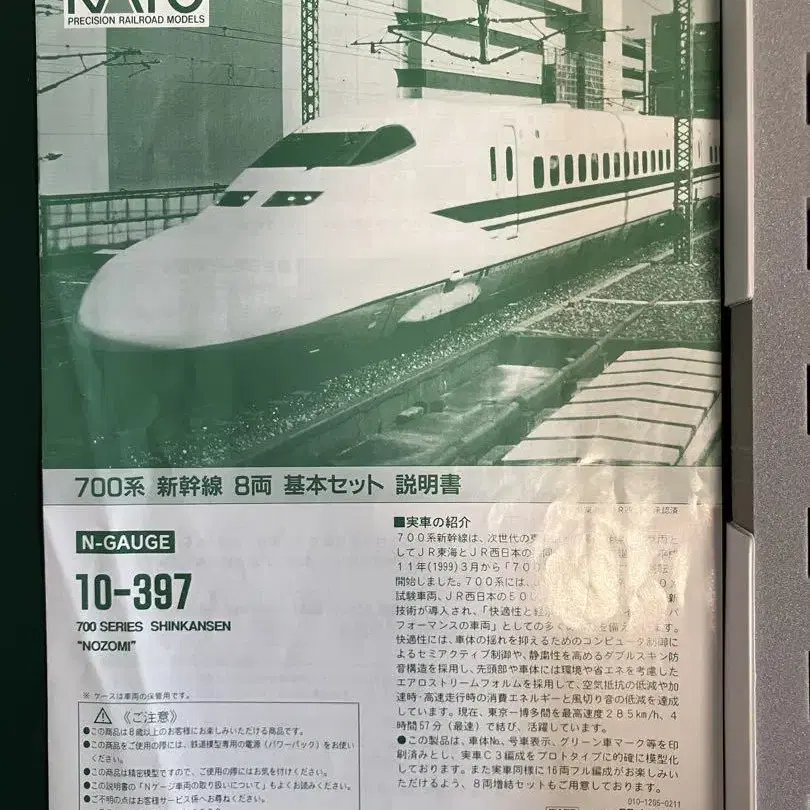 KATO
PRECISION RAILROAD MODELS
700系 新幹線 8両 基本セット 説明書
N-GAUGE
10-397
700 SERIES SHINKANSEN
"NOZOMI"
※ ケースは車両の保管用です。
《ご注意》
●この商品は8歳以上のお客様にお楽しみいただける商品です。
●この商品をご使用の際には、鉄道模型専用の電源(パワーパック)をお使い
ください。
●この商品は精密模型ですので、ご使用の際にはお気を付けください。
●この説明書の「Nゲージ車両の取り扱いについて」もよくお読みください。
●ご不明の点はお客様サービス係へお尋ねください。
承認済
■実車の紹介
700系新幹線は、次世代の
してJR東海とJR西日本の
11年(1999)3月から「70
開始しました。700系には、
試験車両、JR西日本の50
技術が導入され、「快適性と
フォーマンスの車両」としての多く
快適性には、車体の揺れを抑えるためのコンピュータ制御によ
るセミアクティブ制御や、静粛性を高めるダブルスキン防
音構造を採用し、先頭部や車体には環境や省エネを考慮した
エアロストリームフォルムを採用して、空気抵抗の低減や加
速時・高速走行時の消費エネルギーと風切り音の低減を達成
しています。現在、東京ー博多間を最高速度285km/h、4
時間57分(最速)で結び、活躍しています。
●この製品は、車体No.、号車表示、グリーン車マーク等を印
刷済みとし、実車C3編成をプロトタイプに的確に模型化
しております。また実車同様に16両フル編成がお楽しみい
ただけるよう、8両増結セットもご用意しております。
010-1295-0211